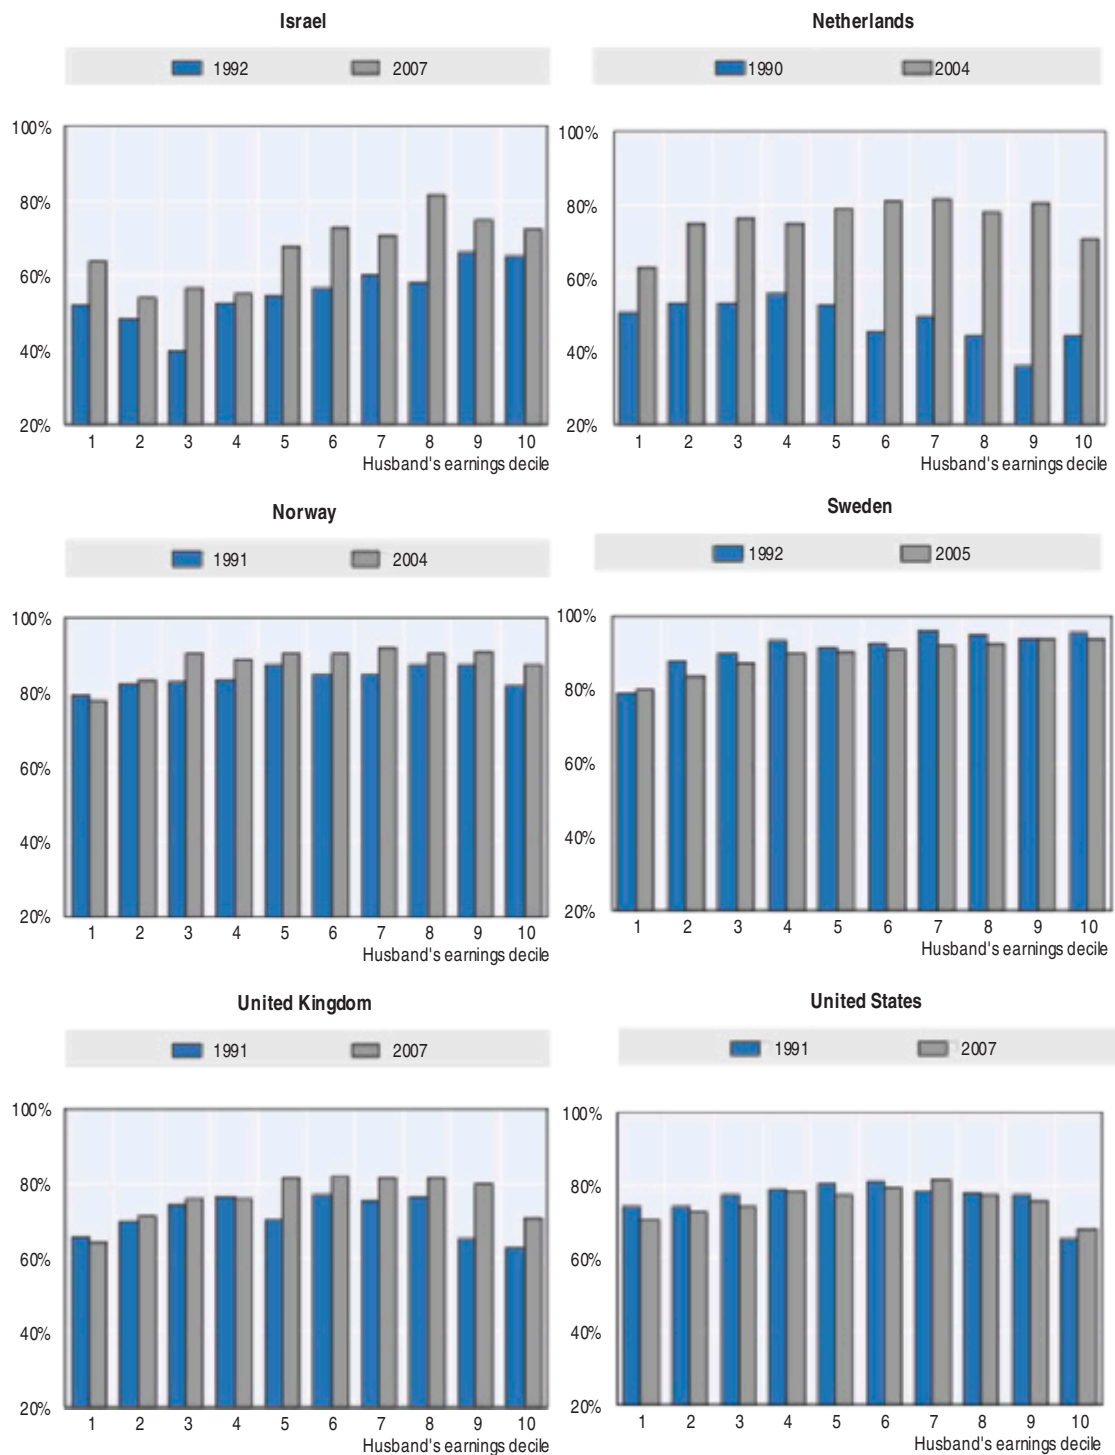 Israel
1992 2007
100%
80%
60%
40%
20%
1 2 3 4 5 6 7 8 9 10
Husband's earnings decile
Netherlands
1990 2004
100%
80%
60%
40%
20%
1 2 3 4 5 6 7 8 9 10
Husband's earnings decile
Norway
1991 2004
100%
80%
60%
40%
20%
1 2 3 4 5 6 7 8 9 10
Husband's earnings decile
Sweden
1992 2005
100%
80%
60%
40%
20%
1 2 3 4 5 6 7 8 9 10
Husband's earnings decile
United Kingdom
1991 2007
100%
80%
60%
40%
20%
1 2 3 4 5 6 7 8 9 10
Husband's earnings decile
United States
1991 2007
100%
80%
60%
40%
20%
1 2 3 4 5 6 7 8 9 10
Husband's earnings decile